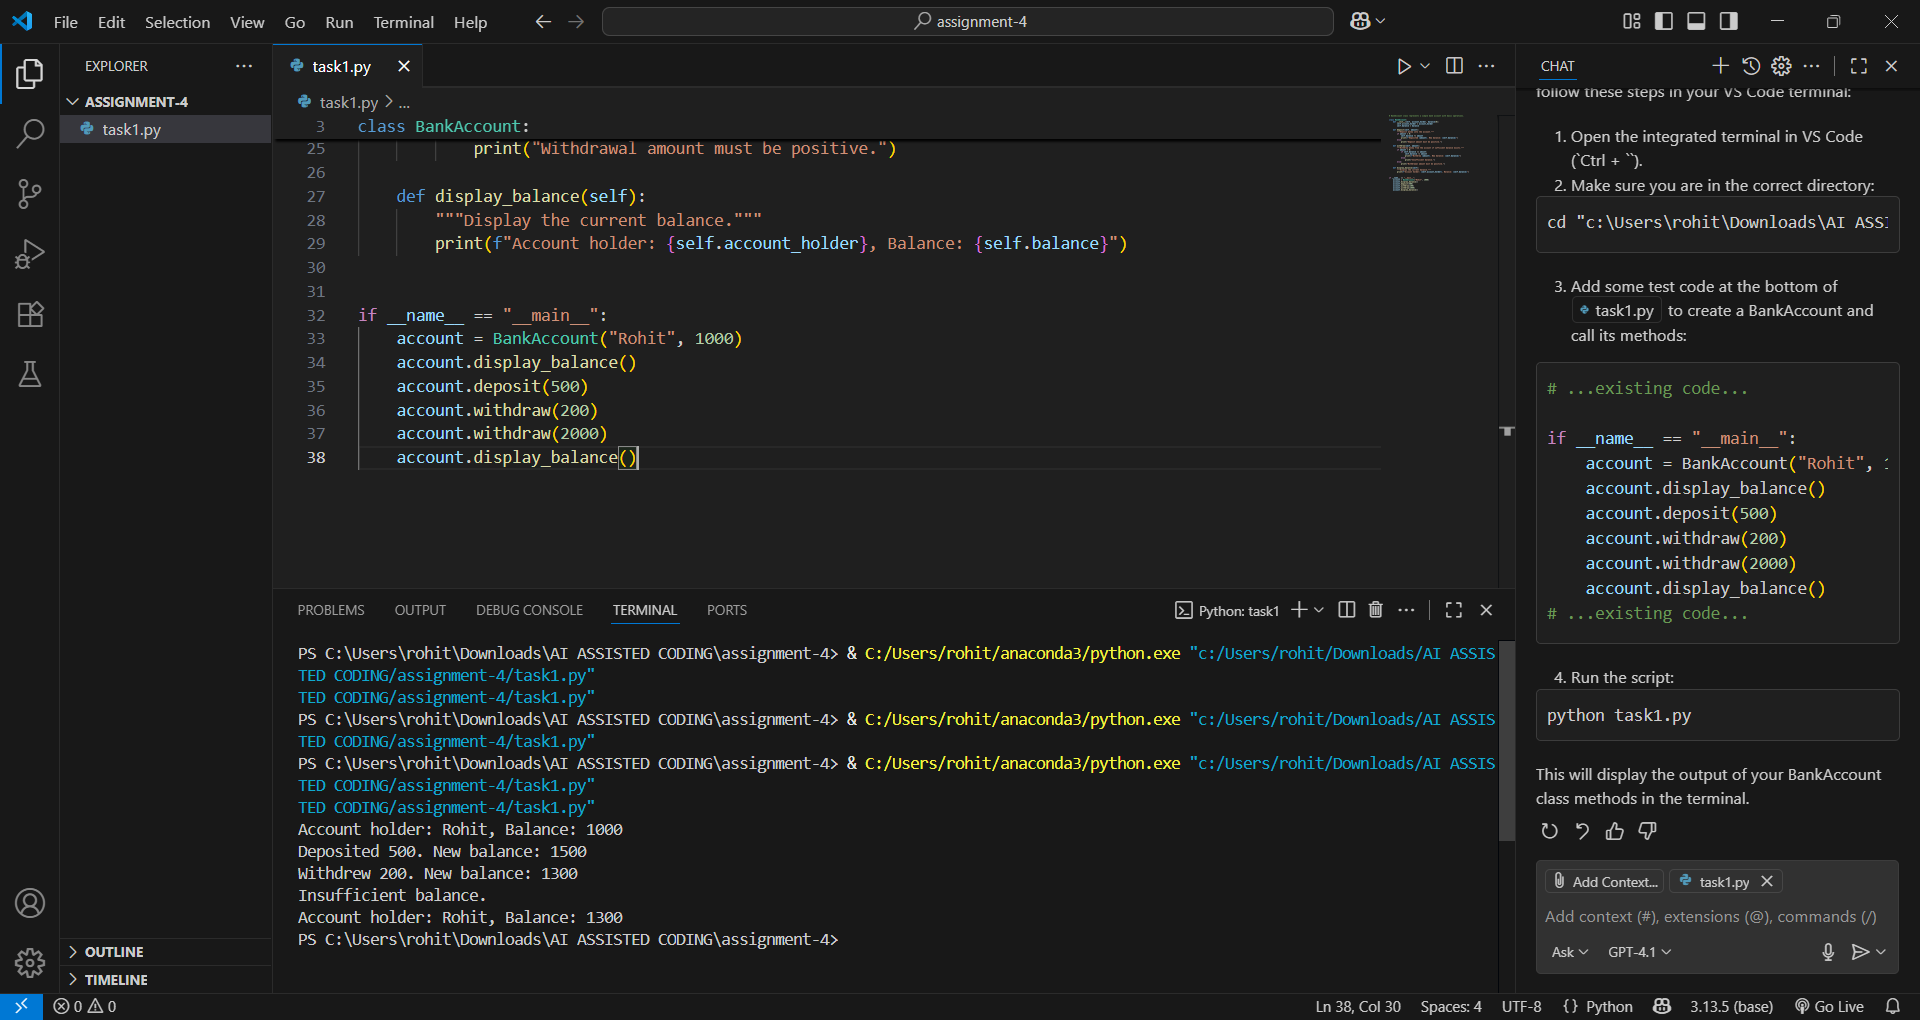 File Edit Selection View Go Run Terminal Help
assignment-4
EXPLORER
ASSIGNMENT-4
task1.py
OUTLINE
TIMELINE
task1.py
task1.py > ...
3 class BankAccount:
25 print("Withdrawal amount must be positive.")
26
27 def display_balance(self):
28 """Display the current balance."""
29 print(f"Account holder: {self.account_holder}, Balance: {self.balance}")
30
31
32 if __name__ == "__main__":
33 account = BankAccount("Rohit", 1000)
34 account.display_balance()
35 account.deposit(500)
36 account.withdraw(200)
37 account.withdraw(2000)
38 account.display_balance()
PROBLEMS OUTPUT DEBUG CONSOLE TERMINAL PORTS
Python: task1
PS C:\Users\rohit\Downloads\AI ASSISTED CODING\assignment-4> & C:/Users/rohit/anaconda3/python.exe "c:/Users/rohit/Downloads/AI ASSIS
TED CODING/assignment-4/task1.py"
TED CODING/assignment-4/task1.py"
PS C:\Users\rohit\Downloads\AI ASSISTED CODING\assignment-4> & C:/Users/rohit/anaconda3/python.exe "c:/Users/rohit/Downloads/AI ASSIS
TED CODING/assignment-4/task1.py"
PS C:\Users\rohit\Downloads\AI ASSISTED CODING\assignment-4> & C:/Users/rohit/anaconda3/python.exe "c:/Users/rohit/Downloads/AI ASSIS
TED CODING/assignment-4/task1.py"
TED CODING/assignment-4/task1.py"
Account holder: Rohit, Balance: 1000
Deposited 500. New balance: 1500
Withdrew 200. New balance: 1300
Insufficient balance.
Account holder: Rohit, Balance: 1300
PS C:\Users\rohit\Downloads\AI ASSISTED CODING\assignment-4>
CHAT
follow these steps in your VS Code terminal:
1. Open the integrated terminal in VS Code
(`Ctrl + ``).
2. Make sure you are in the correct directory:
cd "c:\Users\rohit\Downloads\AI ASS
3. Add some test code at the bottom of
task1.py to create a BankAccount and
call its methods:
# ...existing code...
if __name__ == "__main__":
account = BankAccount("Rohit",
account.display_balance()
account.deposit(500)
account.withdraw(200)
account.withdraw(2000)
account.display_balance()
# ...existing code...
4. Run the script:
python task1.py
This will display the output of your BankAccount
class methods in the terminal.
Add Context... task1.py
Add context (#), extensions (@), commands (/)
Ask GPT-4.1
0 0
Ln 38, Col 30 Spaces: 4 UTF-8 {} Python 3.13.5 (base) Go Live